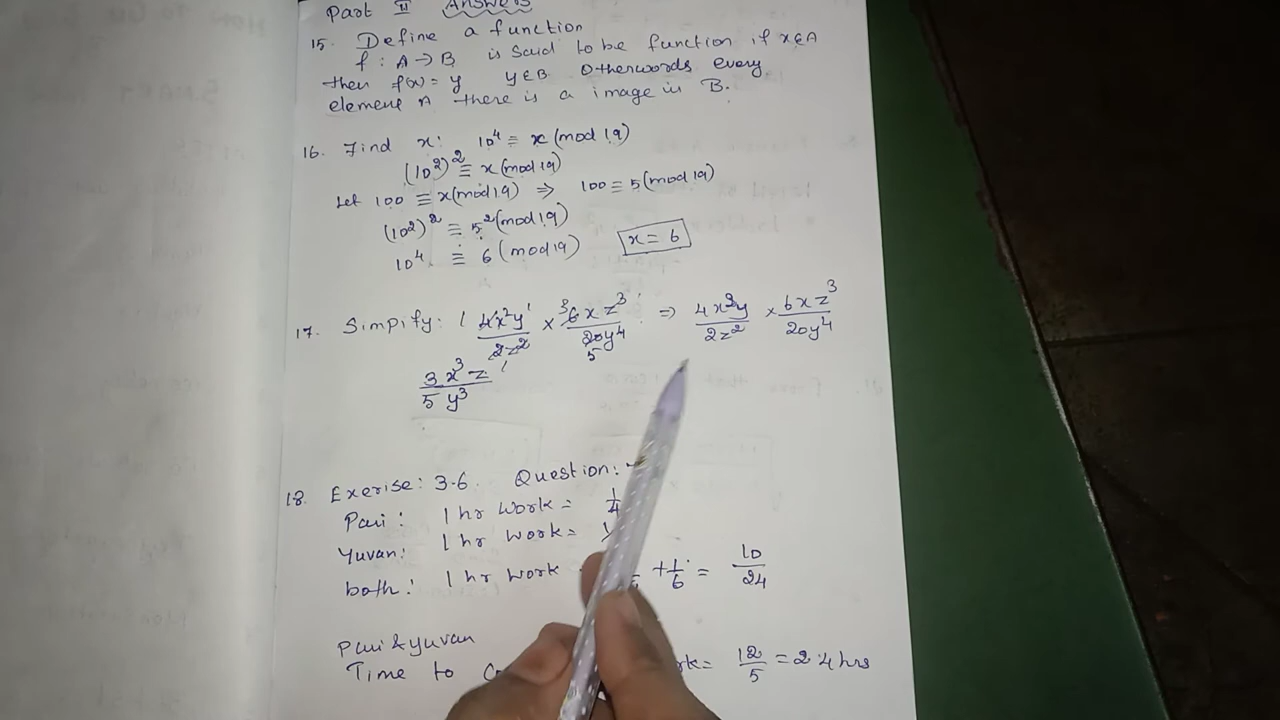 Part II Answers
15. Define a function
f : A → B is said to be function if x∈A
then f(x) = y y∈B Otherwords every
element A there is a image in B.
16. Find x: 10⁴ ≡ x (mod 19)
(10²)² ≡ x (mod 19)
Let 100 ≡ x (mod 19) ⇒ 100 ≡ 5 (mod 19)
(10²)² ≡ 5² (mod 19)
10⁴ ≡ 6 (mod 19) x = 6
17. Simpify: 4x²y/2z² × 6xz³/20y⁴ ⇒ 4x²y/2z² × 6xz³/20y⁴
3x³z/5y³
18. Exerise: 3.6 Question:
Pari: 1 hr work = 1/4
Yuvan: 1 hr work =
both: 1 hr work + 1/6 = 10/24
Pari & yuvan
Time to = 12/5 = 2.4 hrs